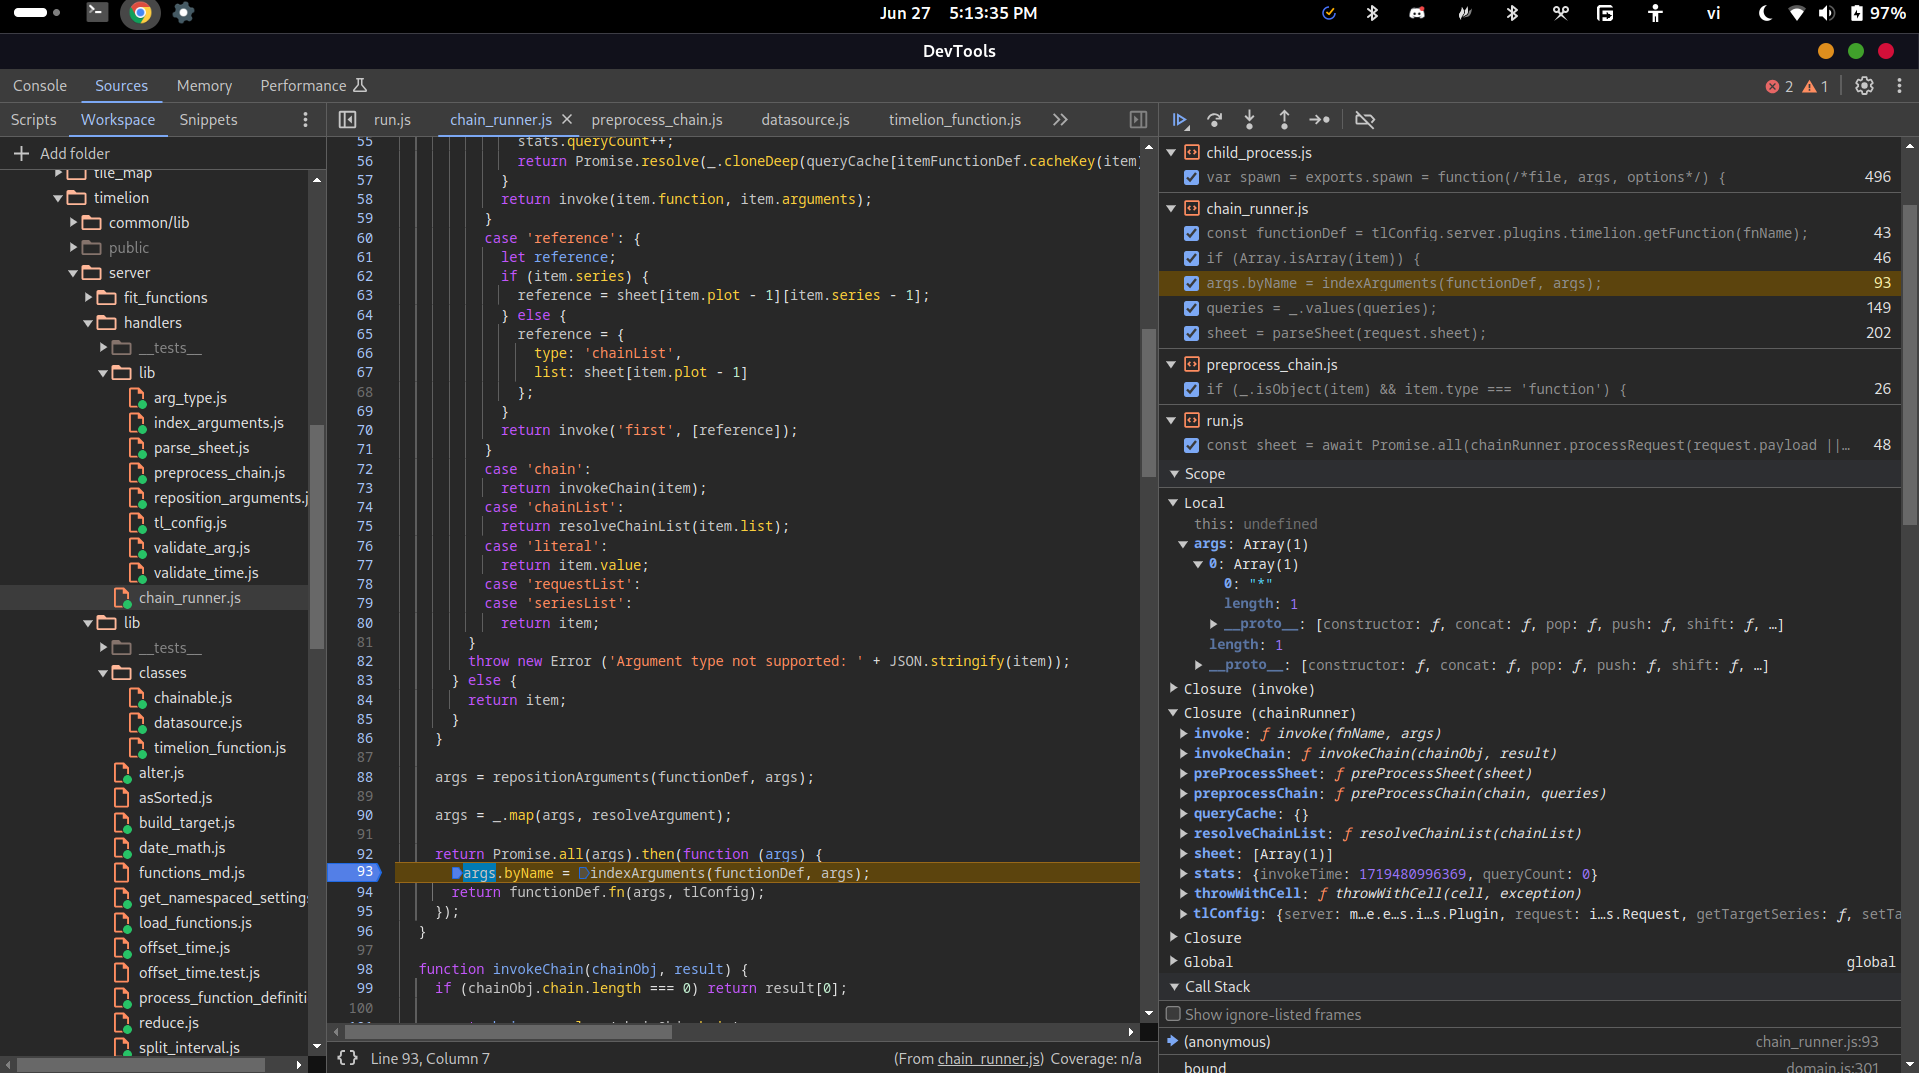 Jun 27 5:13:35 PM
vi
97%
DevTools
Console Sources Memory Performance
2 1
Scripts Workspace Snippets
run.js chain_runner.js preprocess_chain.js datasource.js timelion_function.js
Add folder
tile_map
timelion
common/lib
public
server
fit_functions
handlers
__tests__
lib
arg_type.js
index_arguments.js
parse_sheet.js
preprocess_chain.js
reposition_arguments.j
tl_config.js
validate_arg.js
validate_time.js
chain_runner.js
lib
__tests__
classes
chainable.js
datasource.js
timelion_function.js
alter.js
asSorted.js
build_target.js
date_math.js
functions_md.js
get_namespaced_setting
load_functions.js
offset_time.js
offset_time.test.js
process_function_definiti
reduce.js
split_interval.js
55 stats.queryCount++;
56 return Promise.resolve(_.cloneDeep(queryCache[itemFunctionDef.cacheKey(item)
57 }
58 return invoke(item.function, item.arguments);
59 }
60 case 'reference': {
61 let reference;
62 if (item.series) {
63 reference = sheet[item.plot - 1][item.series - 1];
64 } else {
65 reference = {
66 type: 'chainList',
67 list: sheet[item.plot - 1]
68 };
69 }
70 return invoke('first', [reference]);
71 }
72 case 'chain':
73 return invokeChain(item);
74 case 'chainList':
75 return resolveChainList(item.list);
76 case 'literal':
77 return item.value;
78 case 'requestList':
79 case 'seriesList':
80 return item;
81 }
82 throw new Error ('Argument type not supported: ' + JSON.stringify(item));
83 } else {
84 return item;
85 }
86 }
87
88 args = repositionArguments(functionDef, args);
89
90 args = _.map(args, resolveArgument);
91
92 return Promise.all(args).then(function (args) {
93 args.byName = indexArguments(functionDef, args);
94 return functionDef.fn(args, tlConfig);
95 });
96 }
97
98 function invokeChain(chainObj, result) {
99 if (chainObj.chain.length === 0) return result[0];
100
{} Line 93, Column 7
(From chain_runner.js) Coverage: n/a
child_process.js
var spawn = exports.spawn = function(/*file, args, options*/) { 496
chain_runner.js
const functionDef = tlConfig.server.plugins.timelion.getFunction(fnName); 43
if (Array.isArray(item)) { 46
args.byName = indexArguments(functionDef, args); 93
queries = _.values(queries); 149
sheet = parseSheet(request.sheet); 202
preprocess_chain.js
if (_.isObject(item) && item.type === 'function') { 26
run.js
const sheet = await Promise.all(chainRunner.processRequest(request.payload ||… 48
Scope
Local
this: undefined
args: Array(1)
0: Array(1)
0: "*"
length: 1
__proto__: [constructor: ƒ, concat: ƒ, pop: ƒ, push: ƒ, shift: ƒ, …]
length: 1
__proto__: [constructor: ƒ, concat: ƒ, pop: ƒ, push: ƒ, shift: ƒ, …]
Closure (invoke)
Closure (chainRunner)
invoke: ƒ invoke(fnName, args)
invokeChain: ƒ invokeChain(chainObj, result)
preProcessSheet: ƒ preProcessSheet(sheet)
preprocessChain: ƒ preProcessChain(chain, queries)
queryCache: {}
resolveChainList: ƒ resolveChainList(chainList)
sheet: [Array(1)]
stats: {invokeTime: 1719480996369, queryCount: 0}
throwWithCell: ƒ throwWithCell(cell, exception)
tlConfig: {server: m…e.e…s.i…s.Plugin, request: i…s.Request, getTargetSeries: ƒ, setTa
Closure
Global global
Call Stack
Show ignore-listed frames
(anonymous) chain_runner.js:93
bound domain.js:301